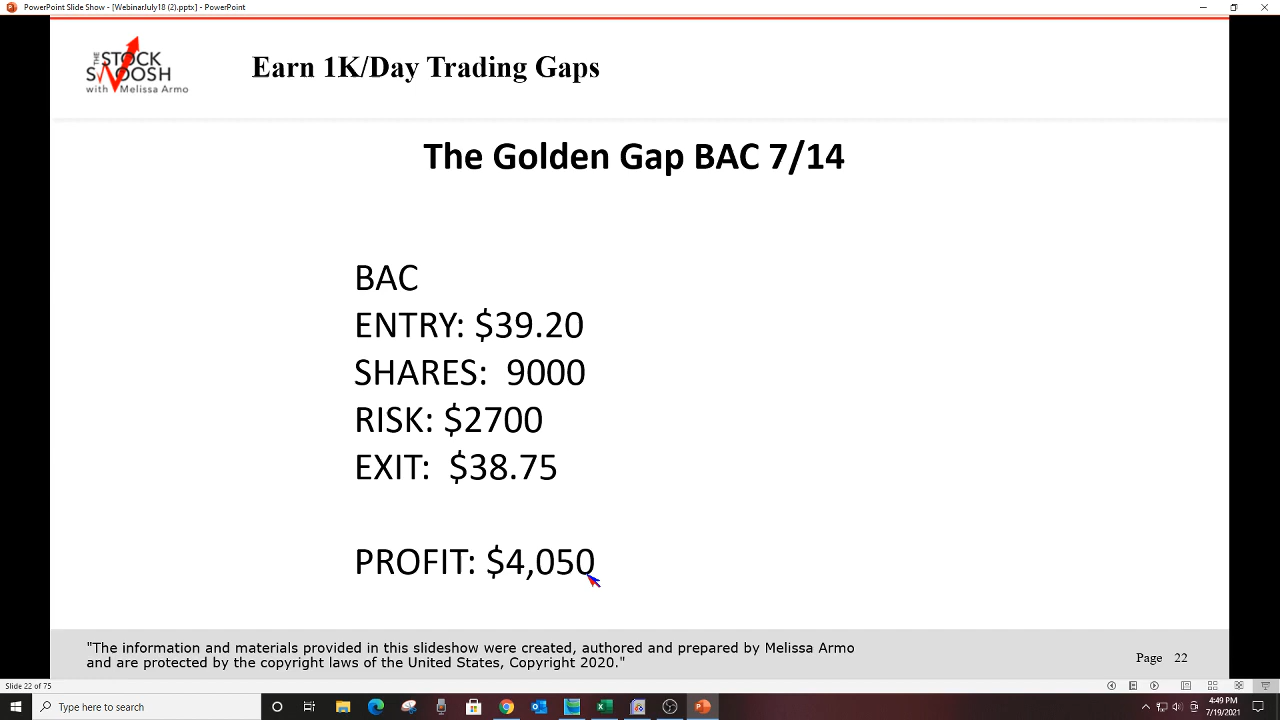 PowerPoint Slide Show - [WebinarJuly18 (2).pptx] - PowerPoint
THE
STOCK
SWOOSH
with Melissa Armo
Earn 1K/Day Trading Gaps
The Golden Gap BAC 7/14
BAC
ENTRY: $39.20
SHARES: 9000
RISK: $2700
EXIT: $38.75
PROFIT: $4,050
"The information and materials provided in this slideshow were created, authored and prepared by Melissa Armo
and are protected by the copyright laws of the United States, Copyright 2020."
Page 22
Slide 22 of 75
Type here to search
4:49 PM
7/19/2021